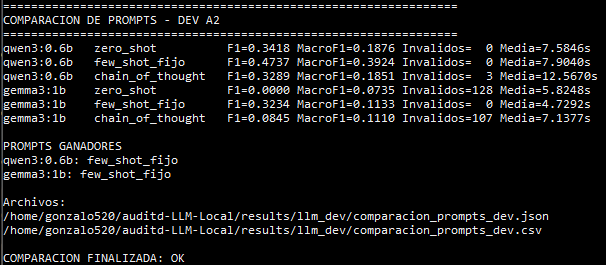 ============================================================
COMPARACION DE PROMPTS - DEV A2
============================================================
qwen3:0.6b   zero_shot          F1=0.3418 MacroF1=0.1876 Invalidos=  0 Media=7.5846s
qwen3:0.6b   few_shot_fijo      F1=0.4737 MacroF1=0.3924 Invalidos=  0 Media=7.9040s
qwen3:0.6b   chain_of_thought   F1=0.3289 MacroF1=0.1851 Invalidos=  3 Media=12.5670s
gemma3:1b    zero_shot          F1=0.0000 MacroF1=0.0735 Invalidos=128 Media=5.8248s
gemma3:1b    few_shot_fijo      F1=0.3234 MacroF1=0.1133 Invalidos=  0 Media=4.7292s
gemma3:1b    chain_of_thought   F1=0.0845 MacroF1=0.1110 Invalidos=107 Media=7.1377s
PROMPTS GANADORES
qwen3:0.6b: few_shot_fijo
gemma3:1b: few_shot_fijo
Archivos:
/home/gonzalo520/auditd-LLM-Local/results/llm_dev/comparacion_prompts_dev.json
/home/gonzalo520/auditd-LLM-Local/results/llm_dev/comparacion_prompts_dev.csv
COMPARACION FINALIZADA: OK